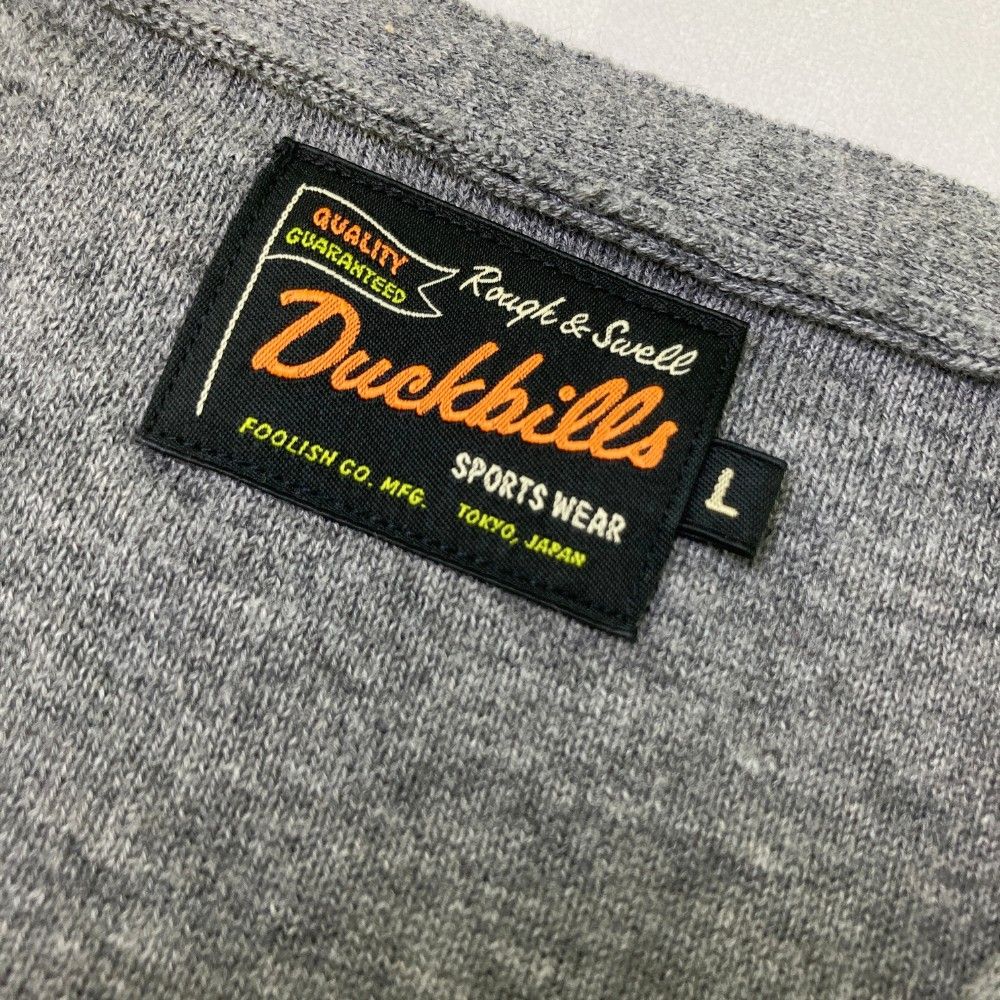 QUALITY
GUARANTEED
Rough & Swell
Duckbills
SPORTS WEAR
FOOLISH CO. MFG. TOKYO, JAPAN
L